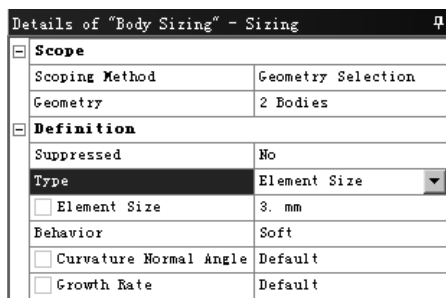 Details of "Body Sizing" - Sizing
Scope
Scoping Method Geometry Selection
Geometry 2 Bodies
Definition
Suppressed No
Type Element Size
Element Size 3. mm
Behavior Soft
Curvature Normal Angle Default
Growth Rate Default